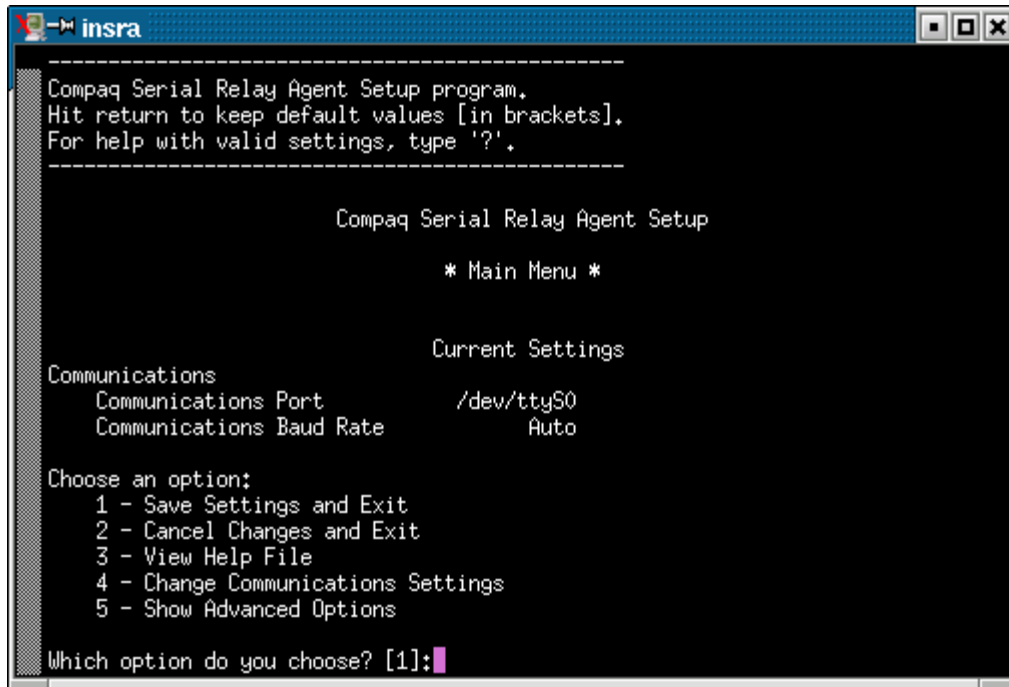 insra
------------------------------------------------
Compaq Serial Relay Agent Setup program.
Hit return to keep default values [in brackets].
For help with valid settings, type '?'.
------------------------------------------------
Compaq Serial Relay Agent Setup
* Main Menu *
Current Settings
Communications
Communications Port /dev/ttyS0
Communications Baud Rate Auto
Choose an option:
1 - Save Settings and Exit
2 - Cancel Changes and Exit
3 - View Help File
4 - Change Communications Settings
5 - Show Advanced Options
Which option do you choose? [1]: